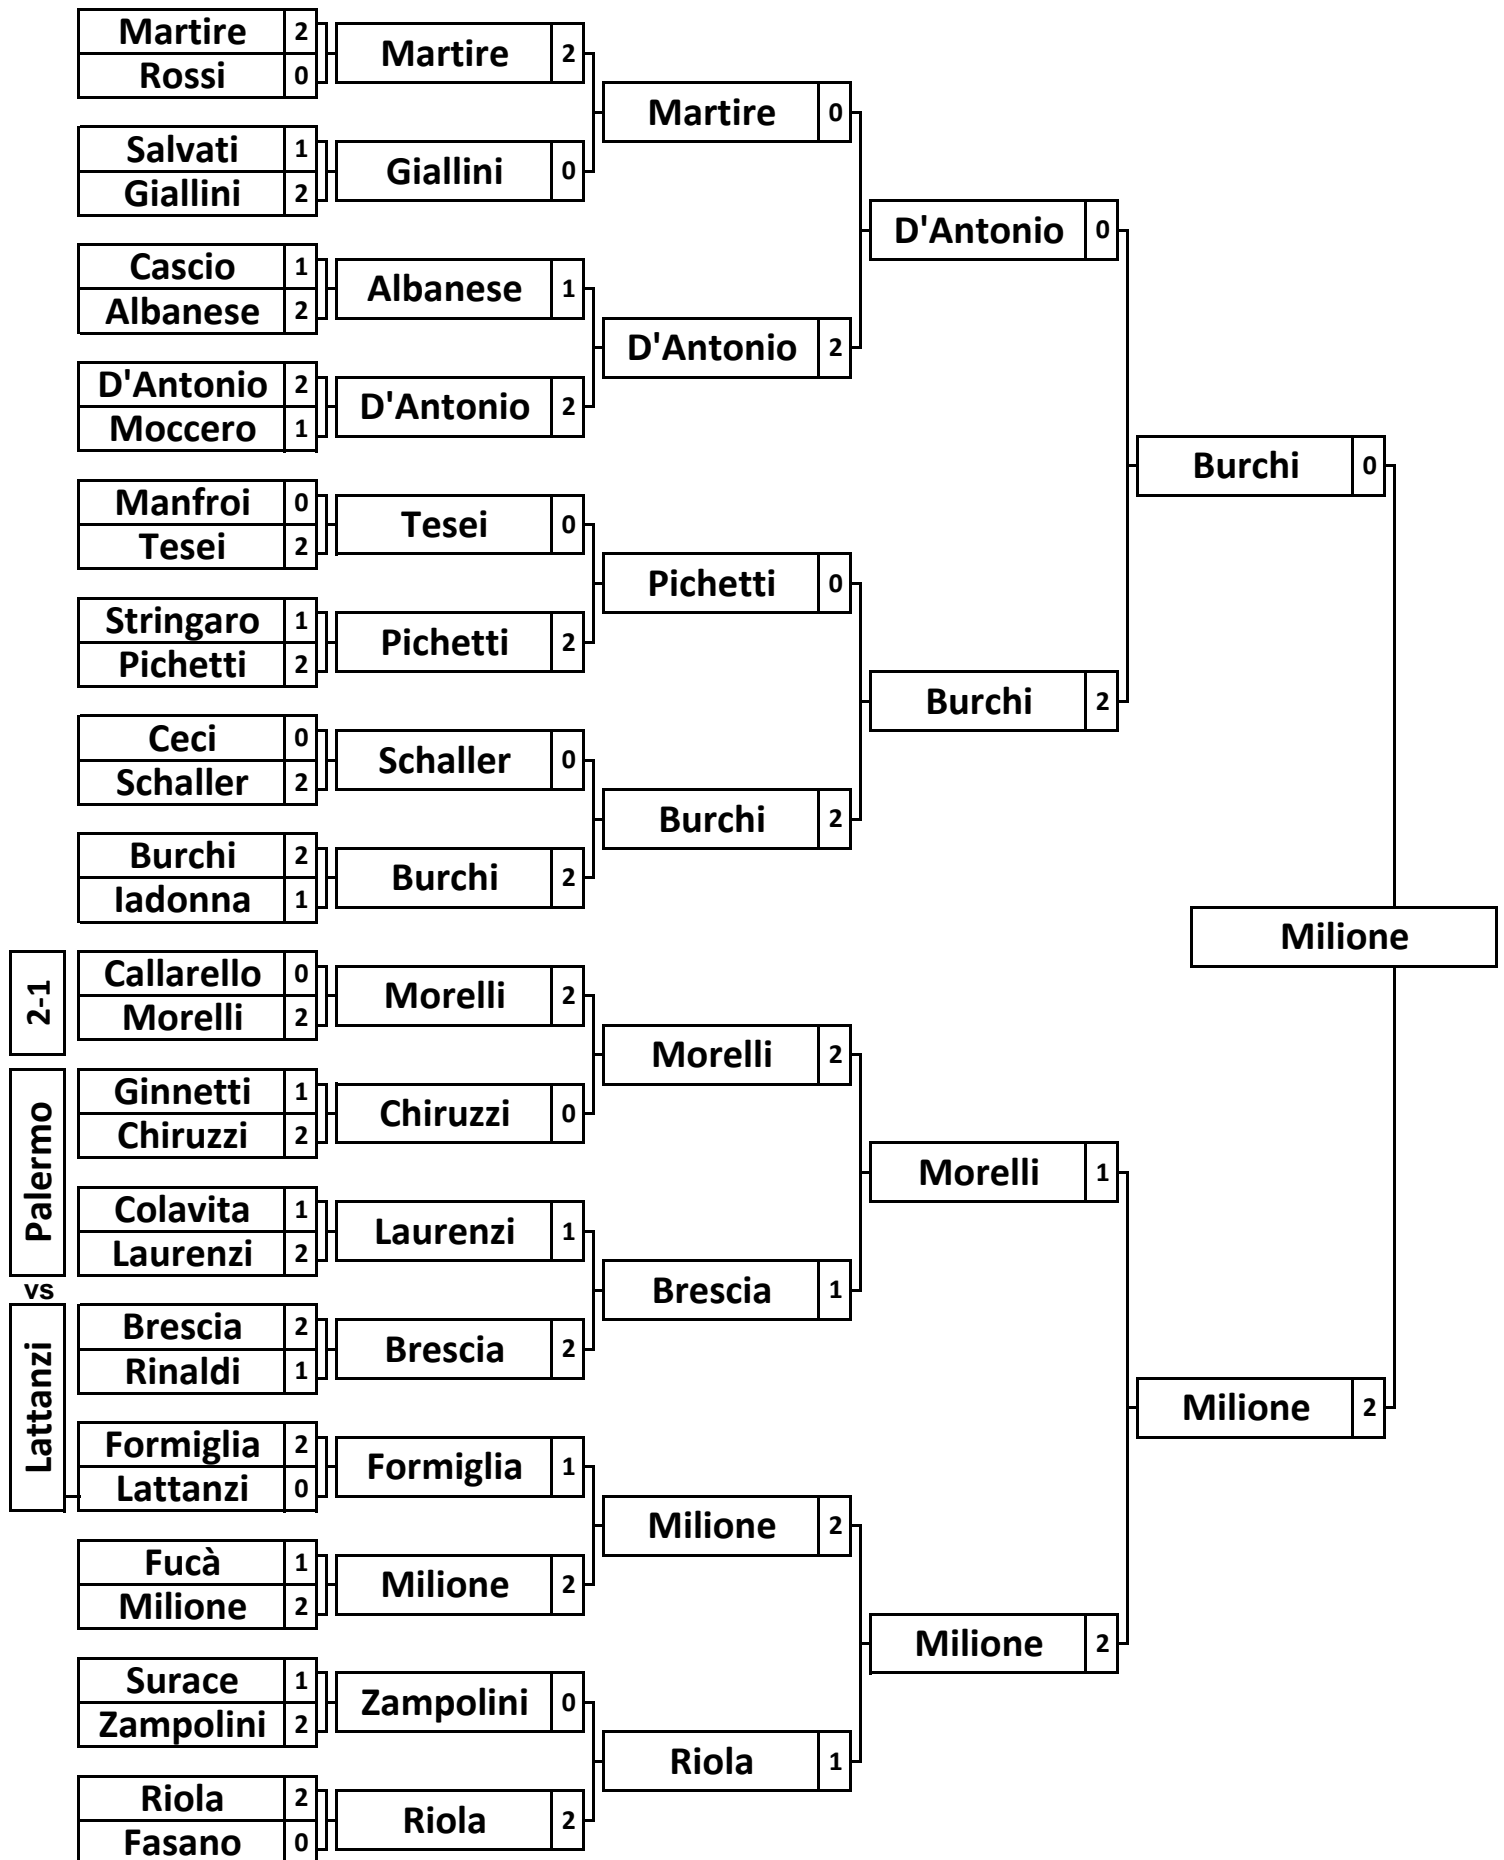 Martire 2
Rossi 0
Salvati 1
Giallini 2
Cascio 1
Albanese 2
D'Antonio 2
Moccero 1
Manfroi 0
Tesei 2
Stringaro 1
Pichetti 2
Ceci 0
Schaller 2
Burchi 2
Iadonna 1
Callarello 0
Morelli 2
Ginnetti 1
Chiruzzi 2
Colavita 1
Laurenzi 2
Brescia 2
Rinaldi 1
Formiglia 2
Lattanzi 0
Fucà 1
Milione 2
Surace 1
Zampolini 2
Riola 2
Fasano 0
2-1
Palermo
vs
Lattanzi
Martire 2
Giallini 0
Albanese 1
D'Antonio 2
Tesei 0
Pichetti 2
Schaller 0
Burchi 2
Morelli 2
Chiruzzi 0
Laurenzi 1
Brescia 2
Formiglia 1
Milione 2
Zampolini 0
Riola 2
Martire 0
D'Antonio 2
Pichetti 0
Burchi 2
Morelli 2
Brescia 1
Milione 2
Riola 1
D'Antonio 0
Burchi 2
Morelli 1
Milione 2
Burchi 0
Milione 2
Milione